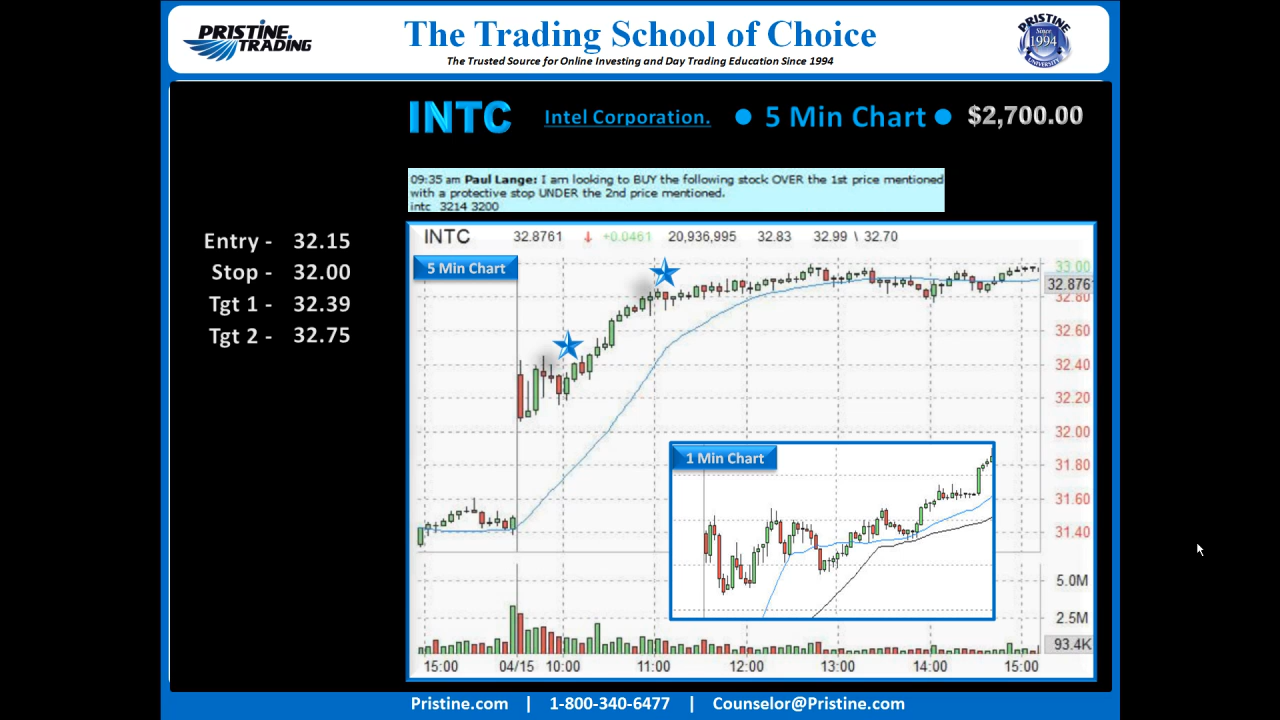 PRISTINE
TRADING
The Trading School of Choice
The Trusted Source for Online Investing and Day Trading Education Since 1994
PRISTINE
Since
1994
UNIVERSITY
INTC Intel Corporation. ● 5 Min Chart ● $2,700.00
09:35 am Paul Lange: I am looking to BUY the following stock OVER the 1st price mentioned
with a protective stop UNDER the 2nd price mentioned.
intc 3214 3200
Entry - 32.15
Stop - 32.00
Tgt 1 - 32.39
Tgt 2 - 32.75
INTC 32.8761 ↓ +0.0461 20,936,995 32.83 32.99 \ 32.70
5 Min Chart
33.00
32.876
32.80
32.60
32.40
32.20
32.00
31.80
31.60
31.40
1 Min Chart
5.0M
2.5M
93.4K
15:00 04/15 10:00 11:00 12:00 13:00 14:00 15:00
Pristine.com | 1-800-340-6477 | Counselor@Pristine.com